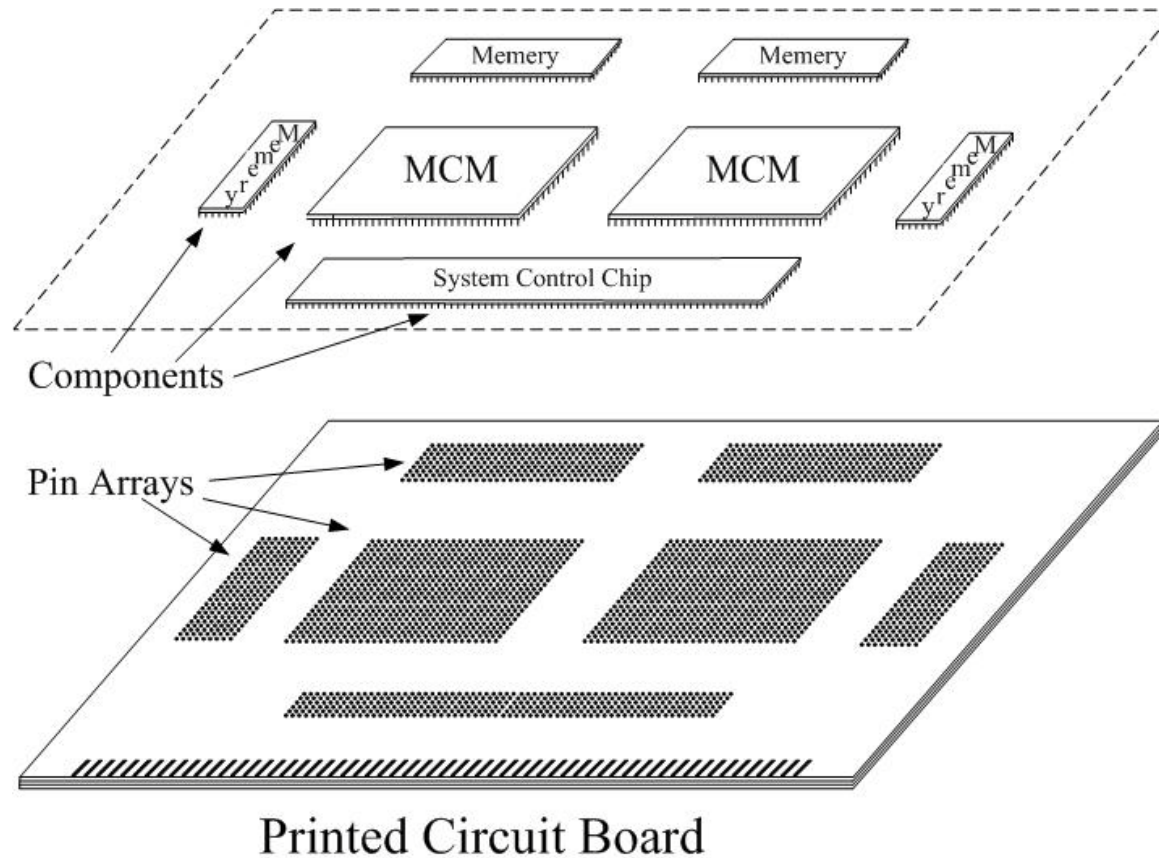 Memery
Memery
Memery
MCM
MCM
Memery
System Control Chip
Components
Pin Arrays
Printed Circuit Board